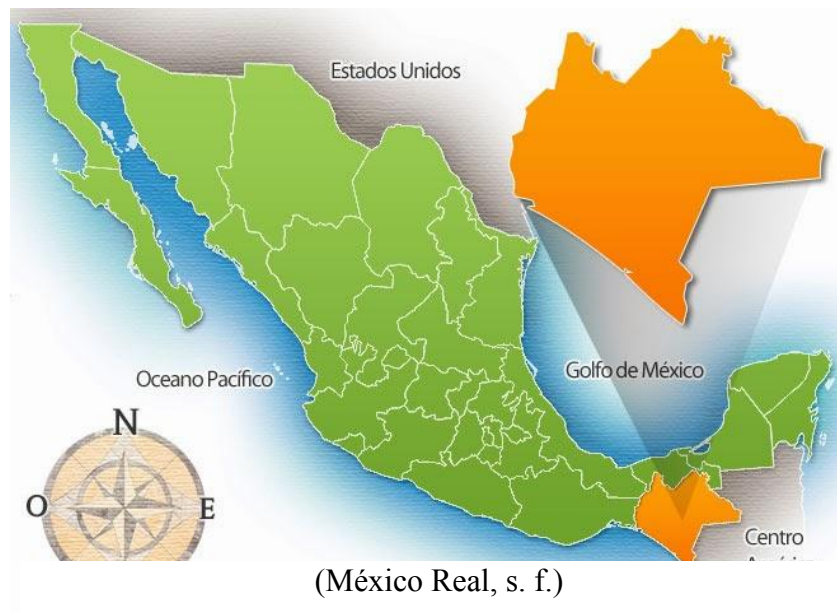 Estados Unidos
Golfo de México
Oceano Pacífico
N
O
E
Centro
(México Real, s. f.)